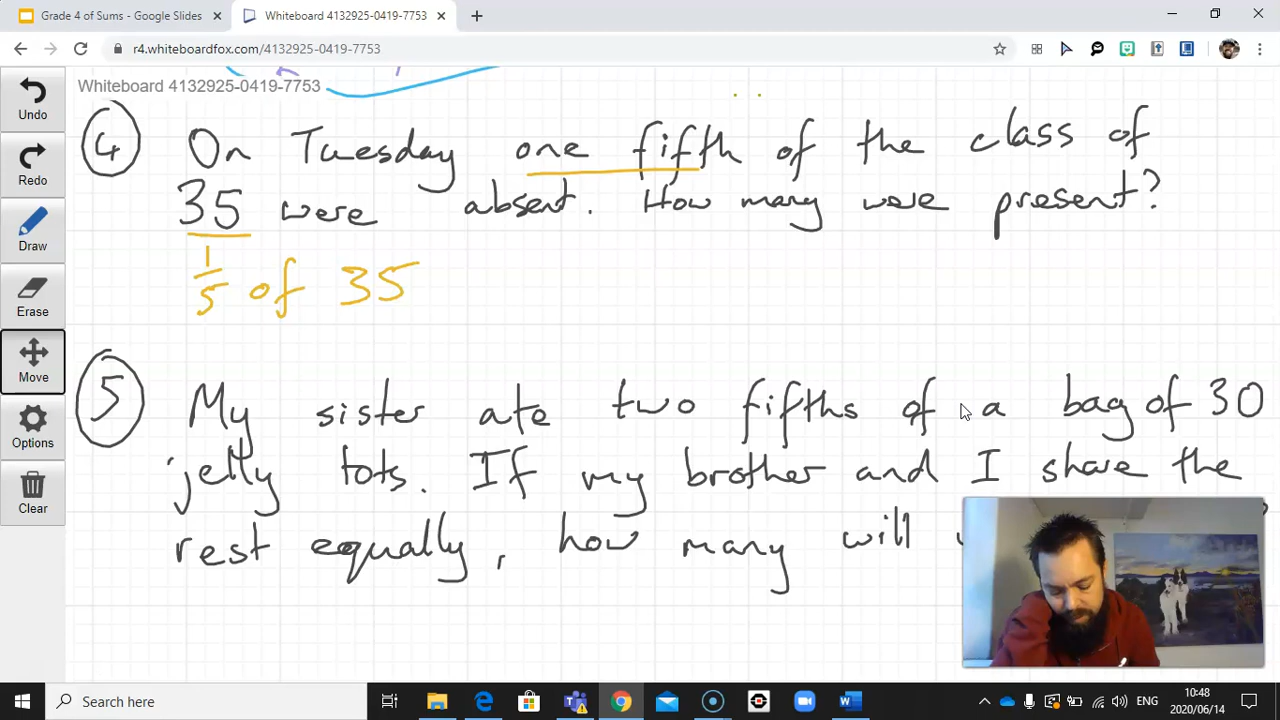 Grade 4 of Sums - Google Slides
Whiteboard 4132925-0419-7753
r4.whiteboardfox.com/4132925-0419-7753
Whiteboard 4132925-0419-7753
Undo
Redo
Draw
Erase
Move
Options
Clear
4 On Tuesday one fifth of the class of
35 were absent. How many were present?
1/5 of 35
5 My sister ate two fifths of a bag of 30
jelly tots. If my brother and I share the
rest equally, how many will
Search here
ENG
10:48
2020/06/14